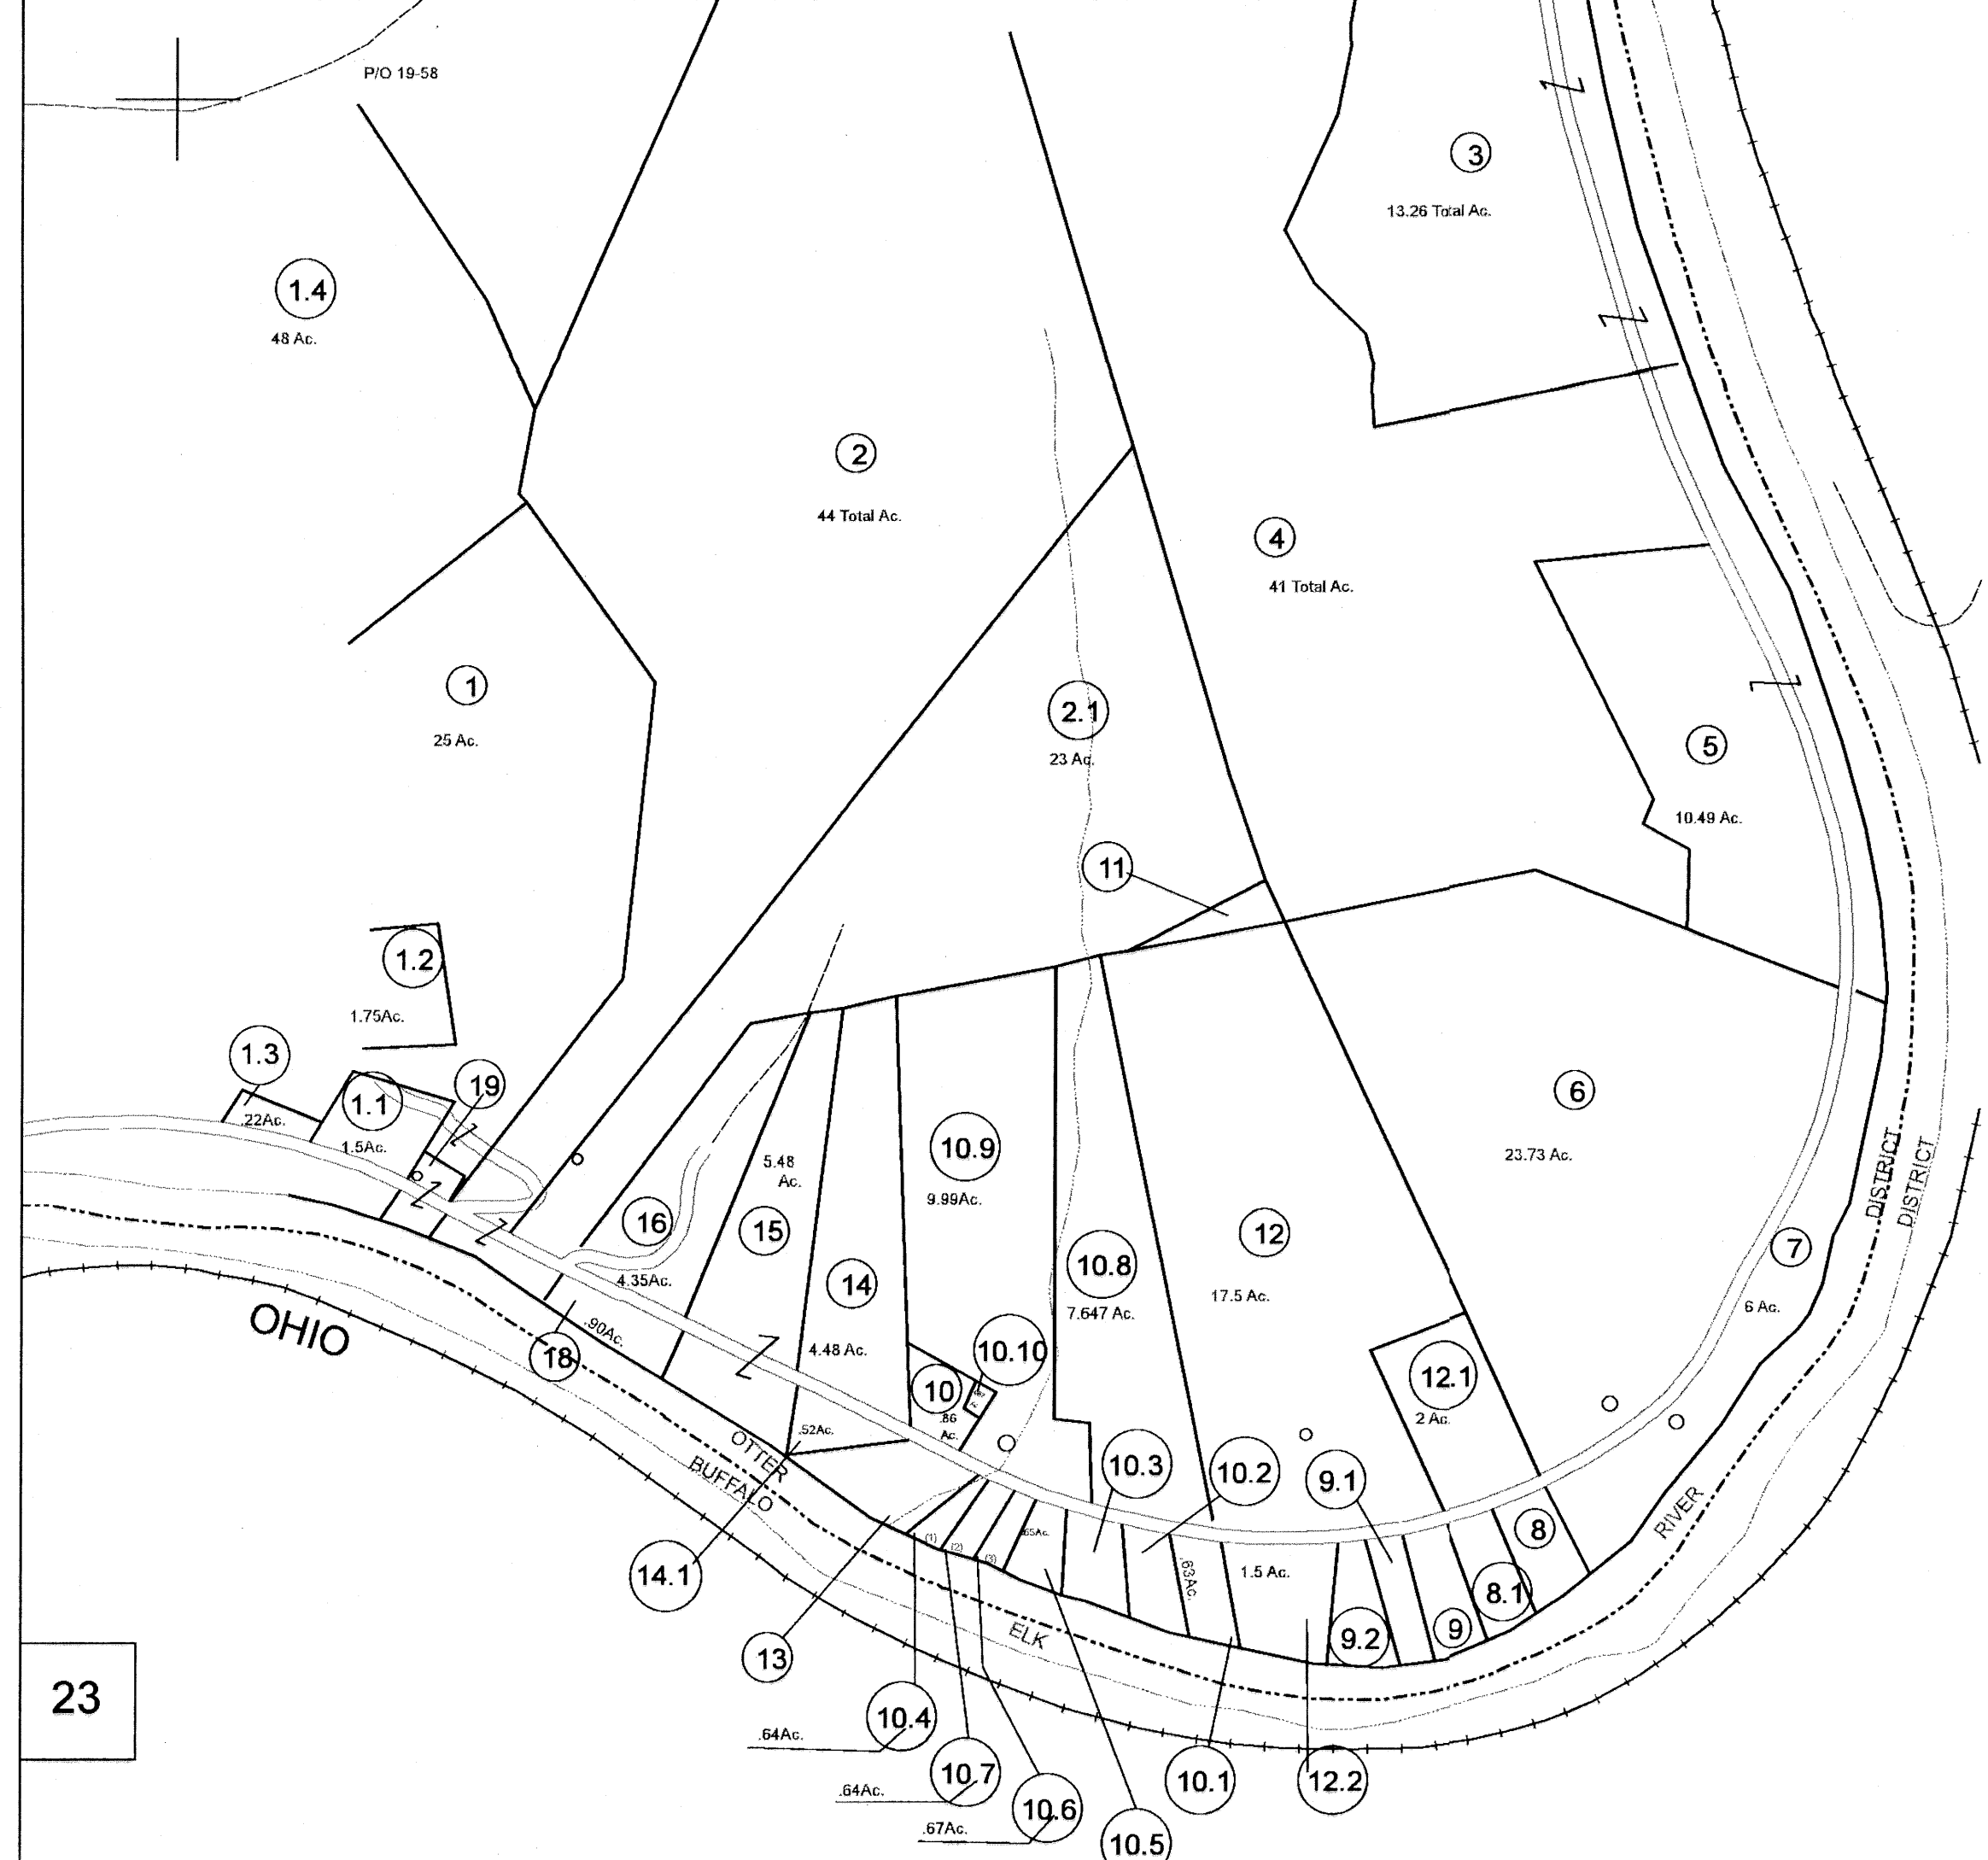 P/O 19-58
3
13.26 Total Ac.
1.4
48 Ac.
2
44 Total Ac.
4
41 Total Ac.
1
25 Ac.
2.1
23 Ac.
5
10.49 Ac.
11
1.2
1.75Ac.
1.3
.22Ac.
1.1
1.5Ac.
19
6
23.73 Ac.
10.9
9.99Ac.
5.48
Ac.
16
4.35Ac.
15
14
4.48 Ac.
10.8
7.647 Ac.
12
17.5 Ac.
DISTRICT
DISTRICT
7
6 Ac.
OHIO
18
.90Ac.
10.10
10
.86
Ac.
12.1
2 Ac.
.52Ac.
OTTER
BUFFALO
10.3
10.2
9.1
RIVER
8
14.1
(1)
(2)
(3)
.65Ac.
.63Ac.
1.5 Ac.
8.1
9
9.2
ELK
13
23
10.4
.64Ac.
10.7
.64Ac.
10.6
.67Ac.
10.5
10.1
12.2